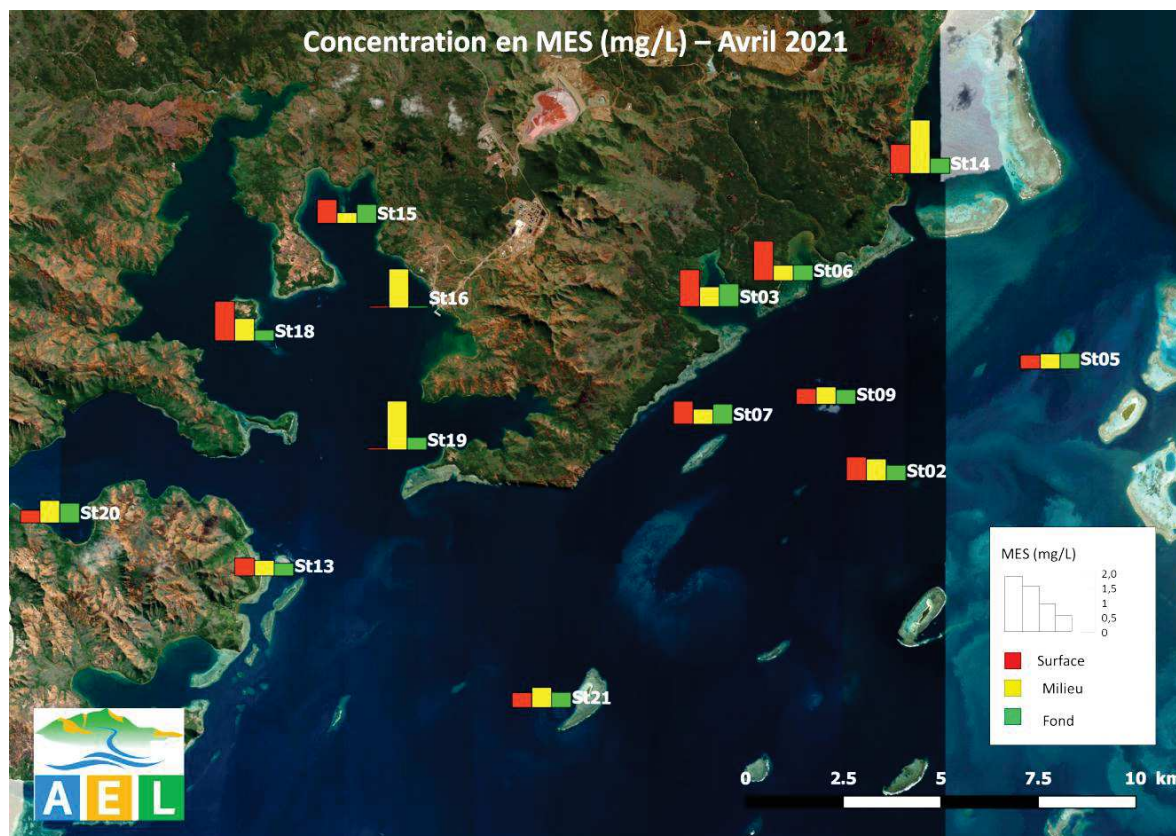 Concentration en MES (mg/L) – Avril 2021
St14
St15
St06
St16
St03
St18
St05
St09
St07
St19
St02
St20
St13
St21
MES (mg/L)
2,0
1,5
1
0,5
0
Surface
Milieu
Fond
AEL
0 2.5 5 7.5 10 km